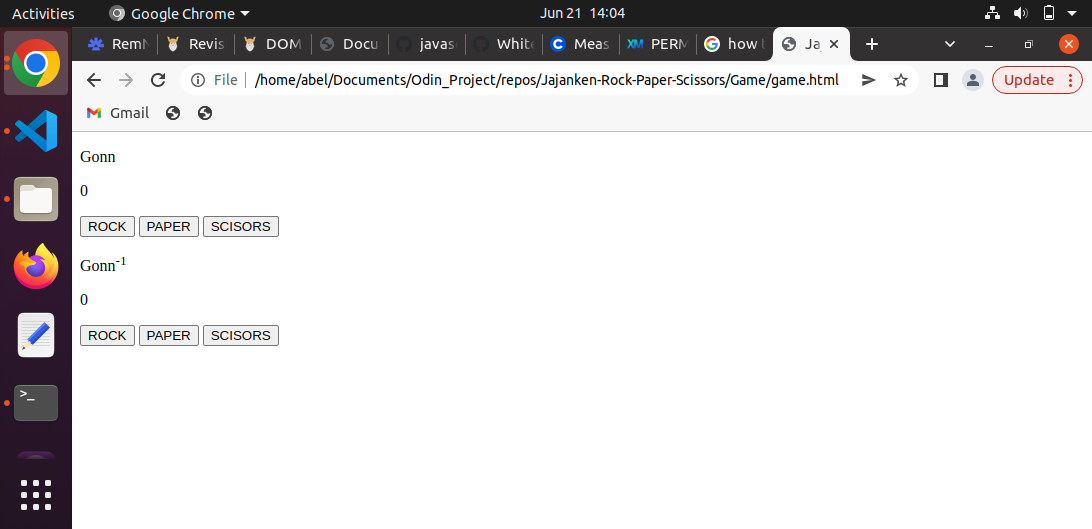 Activities Google Chrome Jun 21 14:04
RemN Revis DOM Docu javas White Meas XM PERM how t Ja
File /home/abel/Documents/Odin_Project/repos/Jajanken-Rock-Paper-Scissors/Game/game.html Update
Gmail
Gonn
0
ROCK PAPER SCISORS
Gonn-1
0
ROCK PAPER SCISORS
>_